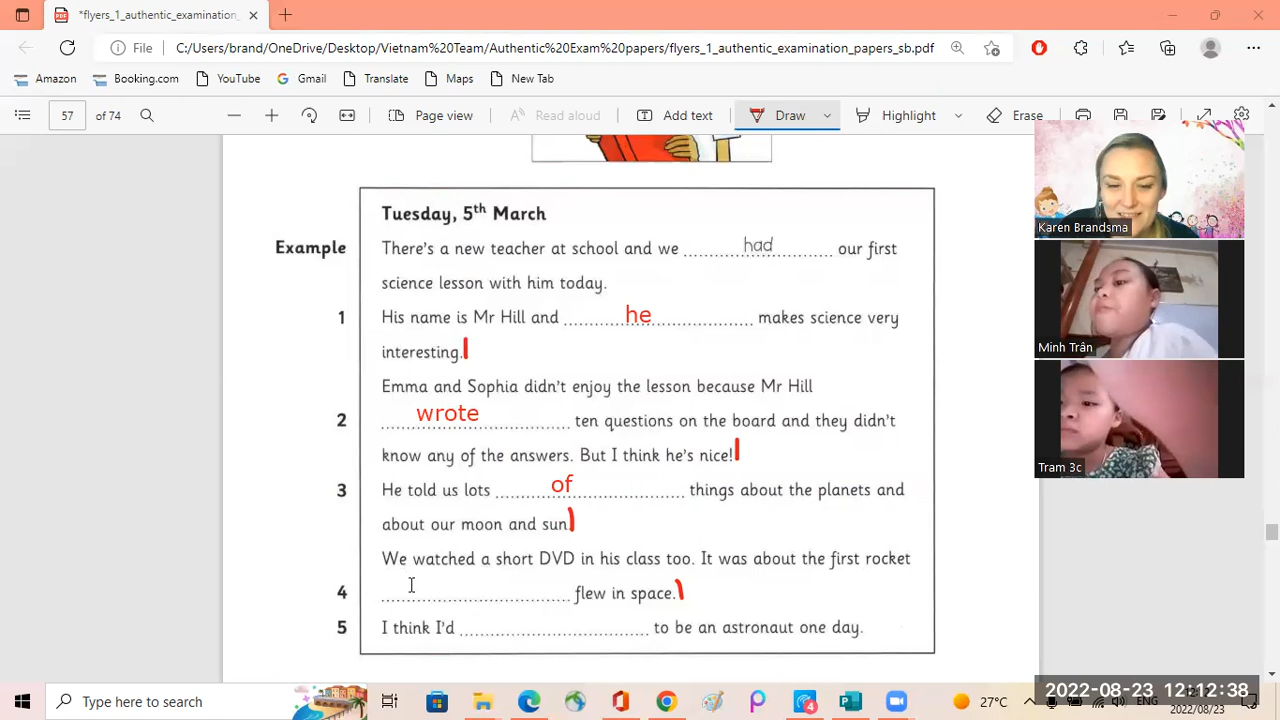 *flyers_1_authentic_examination_
File
C:/Users/brand/OneDrive/Desktop/Vietnam%20Team/Authentic%20Exam%20papers/flyers_1_authentic_examination_papers_sb.pdf
Amazon
Booking.com
YouTube
Gmail
Translate
Maps
New Tab
57 of 74
Page view
Read aloud
Add text
Draw
Highlight
Erase
Karen Brandsma
Minh Trân
Tram 3c
Tuesday, 5th March
Example There's a new teacher at school and we had our first
science lesson with him today.
1 His name is Mr Hill and he makes science very
interesting.
Emma and Sophia didn't enjoy the lesson because Mr Hill
2 wrote ten questions on the board and they didn't
know any of the answers. But I think he's nice!
3 He told us lots of things about the planets and
about our moon and sun.
We watched a short DVD in his class too. It was about the first rocket
4 flew in space.
5 I think I'd to be an astronaut one day.
Type here to search
27°C
ENG
2022-08-23 12:12:38
2022/08/23